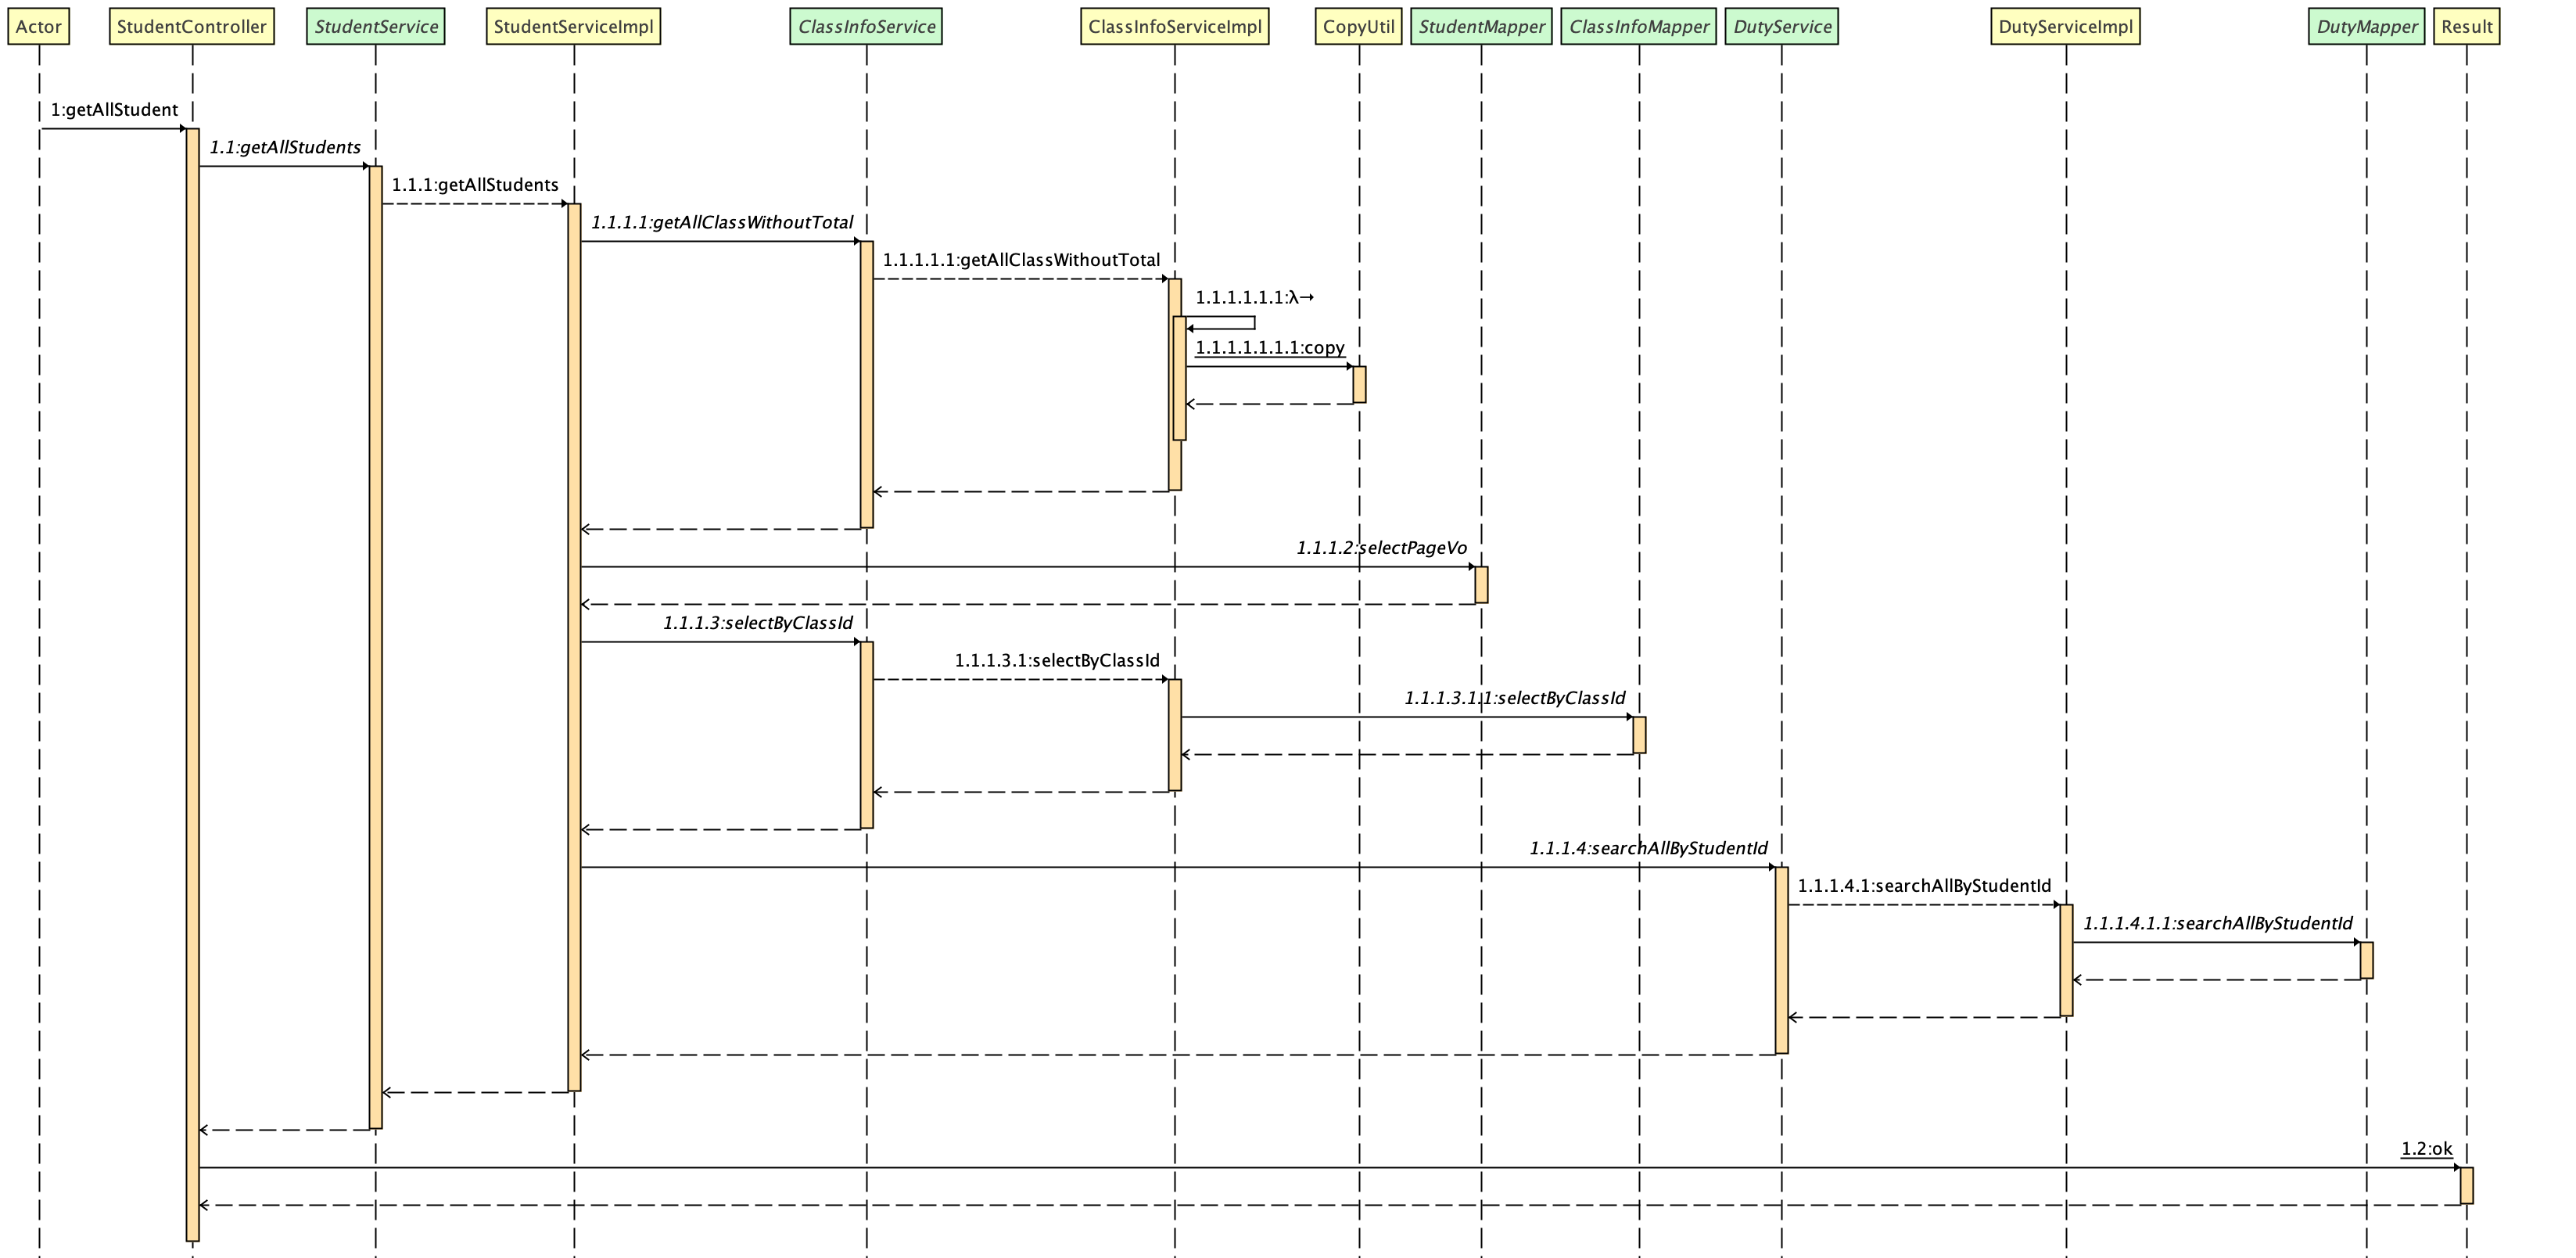 Actor
StudentController
StudentService
StudentServiceImpl
ClassInfoService
ClassInfoServiceImpl
CopyUtil
StudentMapper
ClassInfoMapper
DutyService
DutyServiceImpl
DutyMapper
Result
1:getAllStudent
1.1:getAllStudents
1.1.1:getAllStudents
1.1.1.1:getAllClassWithoutTotal
1.1.1.1.1:getAllClassWithoutTotal
1.1.1.1.1.1:λ→
1.1.1.1.1.1.1:copy
1.1.1.2:selectPageVo
1.1.1.3:selectByClassId
1.1.1.3.1:selectByClassId
1.1.1.3.1.1:selectByClassId
1.1.1.4:searchAllByStudentId
1.1.1.4.1:searchAllByStudentId
1.1.1.4.1.1:searchAllByStudentId
1.2:ok